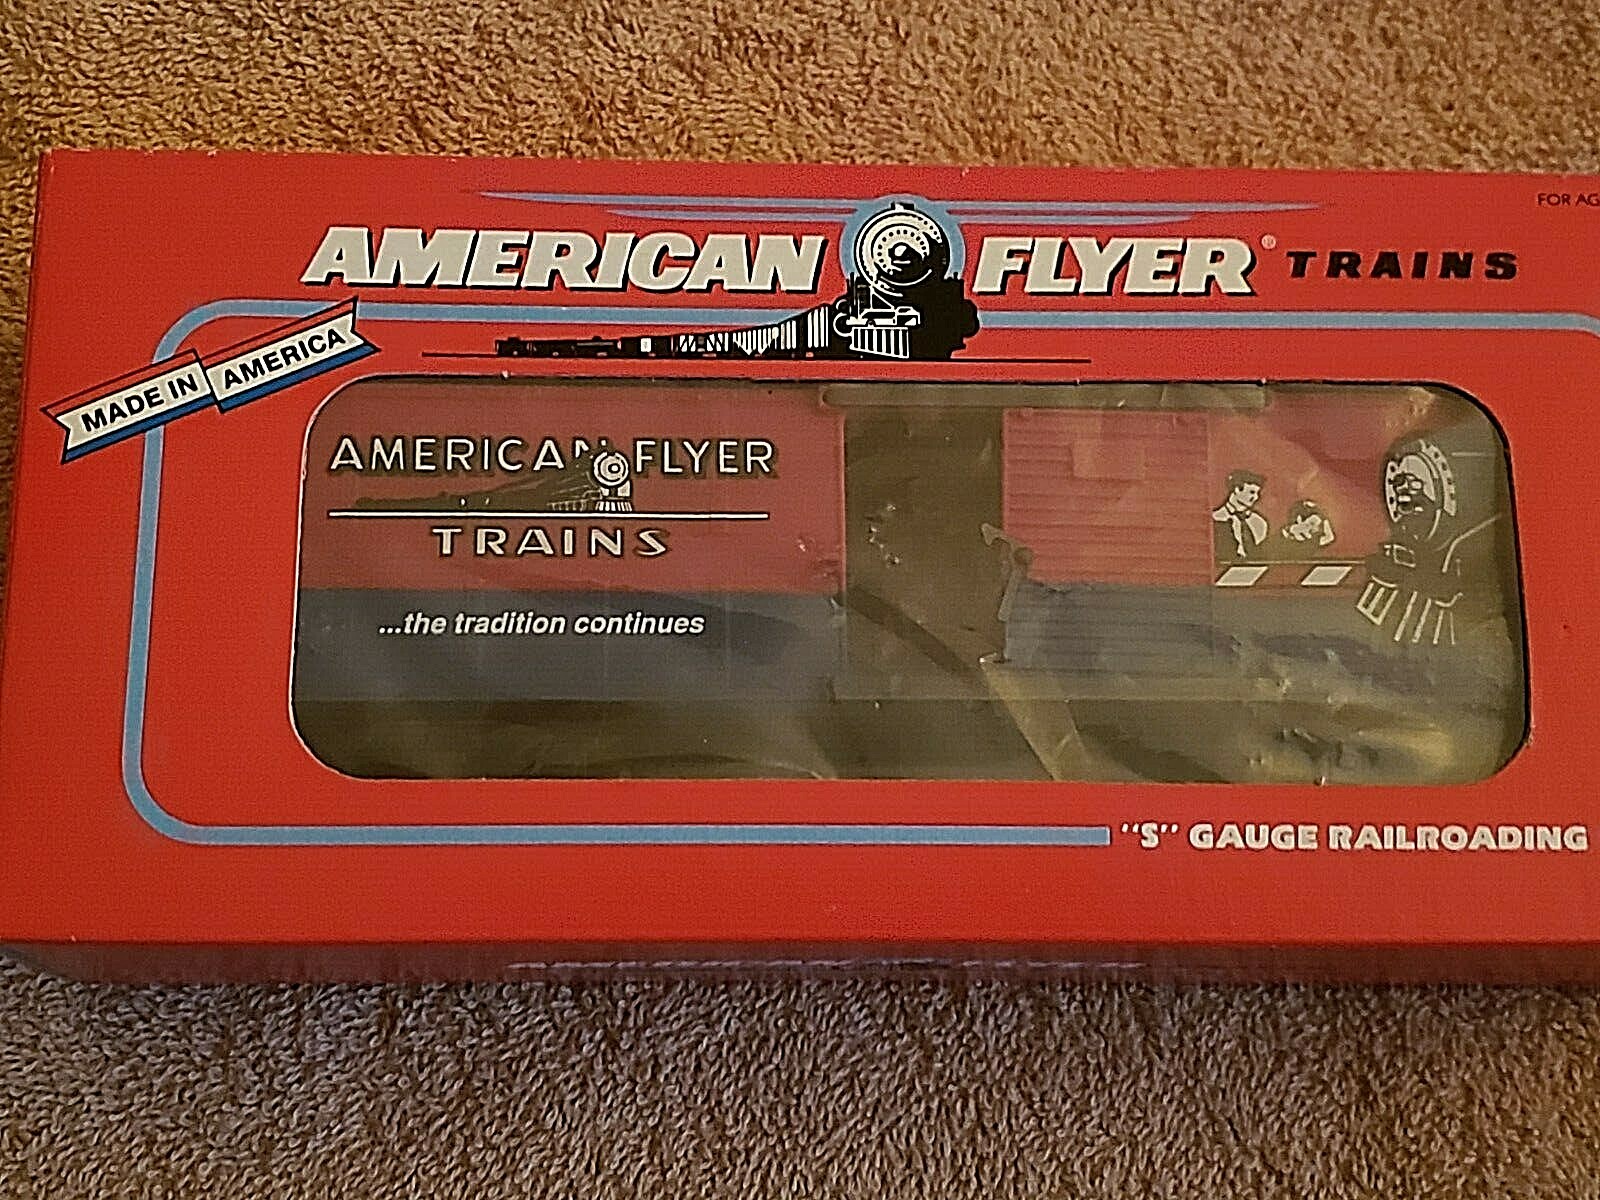 FOR AG
AMERICAN FLYER® TRAINS
MADE IN AMERICA
AMERICAN FLYER
TRAINS
...the tradition continues
"S" GAUGE RAILROADING